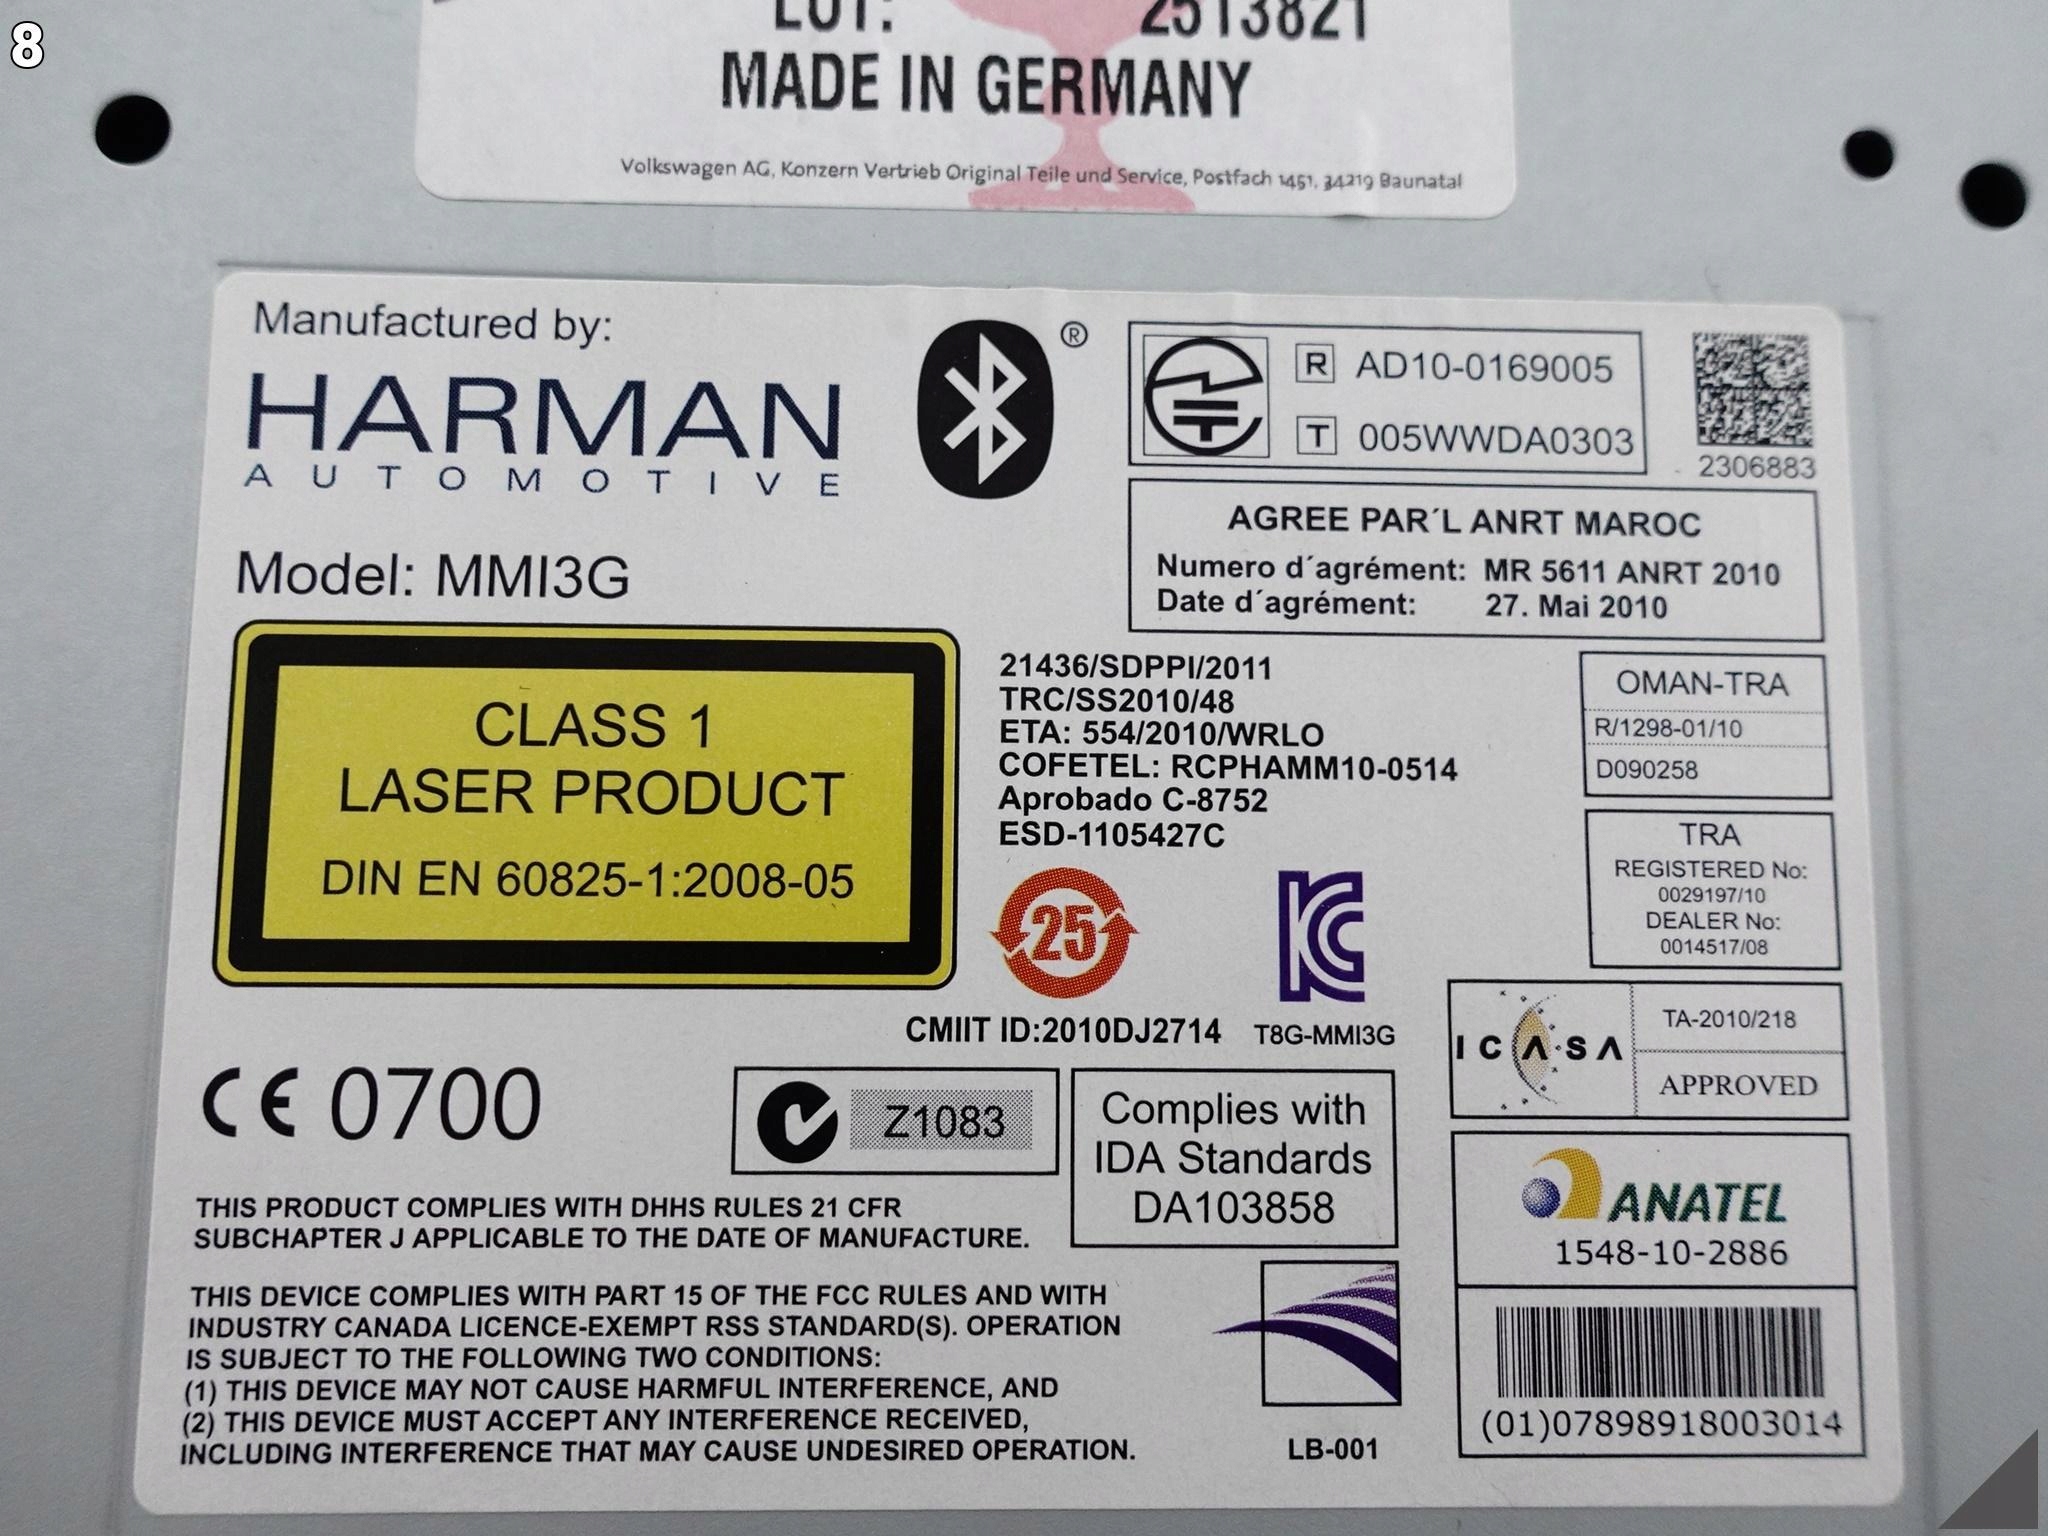 8
LOT: 2513821
MADE IN GERMANY
Volkswagen AG, Konzern Vertrieb Original Teile und Service, Postfach 1451, 34219 Baunatal
Manufactured by:
HARMAN
AUTOMOTIVE
®
R AD10-0169005
T 005WWDA0303
2306883
AGREE PAR´L ANRT MAROC
Numero d´agrément: MR 5611 ANRT 2010
Date d´agrément: 27. Mai 2010
Model: MMI3G
CLASS 1
LASER PRODUCT
DIN EN 60825-1:2008-05
21436/SDPPI/2011
TRC/SS2010/48
ETA: 554/2010/WRLO
COFETEL: RCPHAMM10-0514
Aprobado C-8752
ESD-1105427C
OMAN-TRA
R/1298-01/10
D090258
TRA
REGISTERED No:
0029197/10
DEALER No:
0014517/08
25
KC
CMIIT ID:2010DJ2714
T8G-MMI3G
ICASA
TA-2010/218
APPROVED
CE 0700
Z1083
Complies with
IDA Standards
DA103858
ANATEL
1548-10-2886
(01)07898918003014
THIS PRODUCT COMPLIES WITH DHHS RULES 21 CFR
SUBCHAPTER J APPLICABLE TO THE DATE OF MANUFACTURE.
THIS DEVICE COMPLIES WITH PART 15 OF THE FCC RULES AND WITH
INDUSTRY CANADA LICENCE-EXEMPT RSS STANDARD(S). OPERATION
IS SUBJECT TO THE FOLLOWING TWO CONDITIONS:
(1) THIS DEVICE MAY NOT CAUSE HARMFUL INTERFERENCE, AND
(2) THIS DEVICE MUST ACCEPT ANY INTERFERENCE RECEIVED,
INCLUDING INTERFERENCE THAT MAY CAUSE UNDESIRED OPERATION.
LB-001